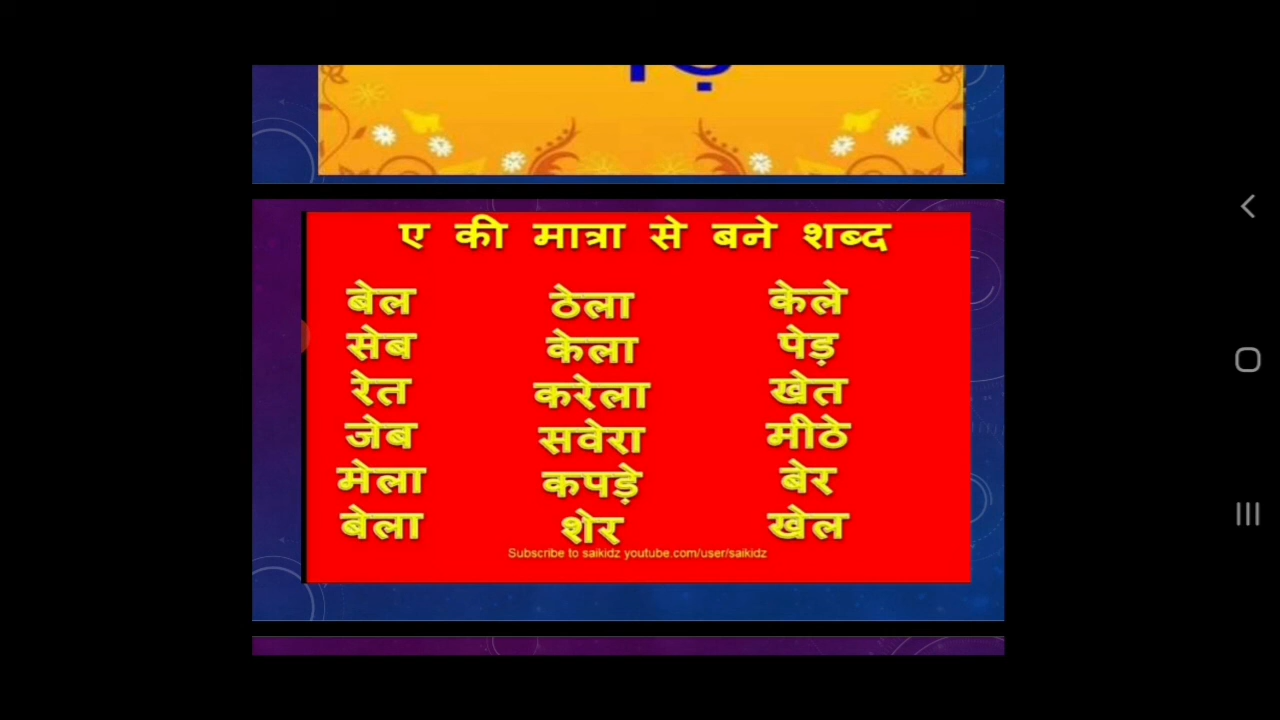 ए की मात्रा से बने शब्द
बेल ठेला केले
सेब केला पेड़
रेत करेला खेत
जेब सवेरा मीठे
मेला कपड़े बेर
बेला शेर खेल
Subscribe to saikidz youtube.com/user/saikidz